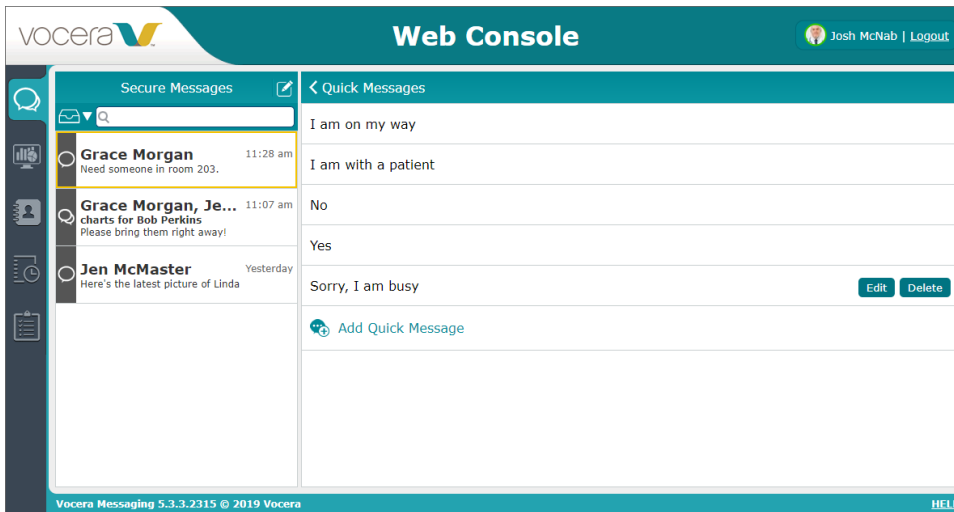 vocera
Web Console
Josh McNab | Logout
Secure Messages
Quick Messages
Grace Morgan 11:28 am
Need someone in room 203.
Grace Morgan, Je... 11:07 am
charts for Bob Perkins
Please bring them right away!
Jen McMaster Yesterday
Here's the latest picture of Linda
I am on my way
I am with a patient
No
Yes
Sorry, I am busy Edit Delete
Add Quick Message
Vocera Messaging 5.3.3.2315 © 2019 Vocera